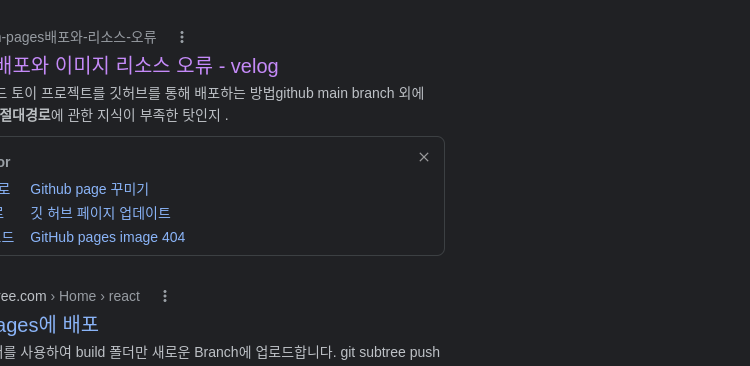 -pages배포와-리소스-오류
배포와 이미지 리소스 오류 - velog
토이 프로젝트를 깃허브를 통해 배포하는 방법github main branch 외에
절대경로에 관한 지식이 부족한 탓인지 .
or
로 Github page 꾸미기
깃 허브 페이지 업데이트
드 GitHub pages image 404
ree.com › Home › react
ages에 배포
를 사용하여 build 폴더만 새로운 Branch에 업로드합니다. git subtree push